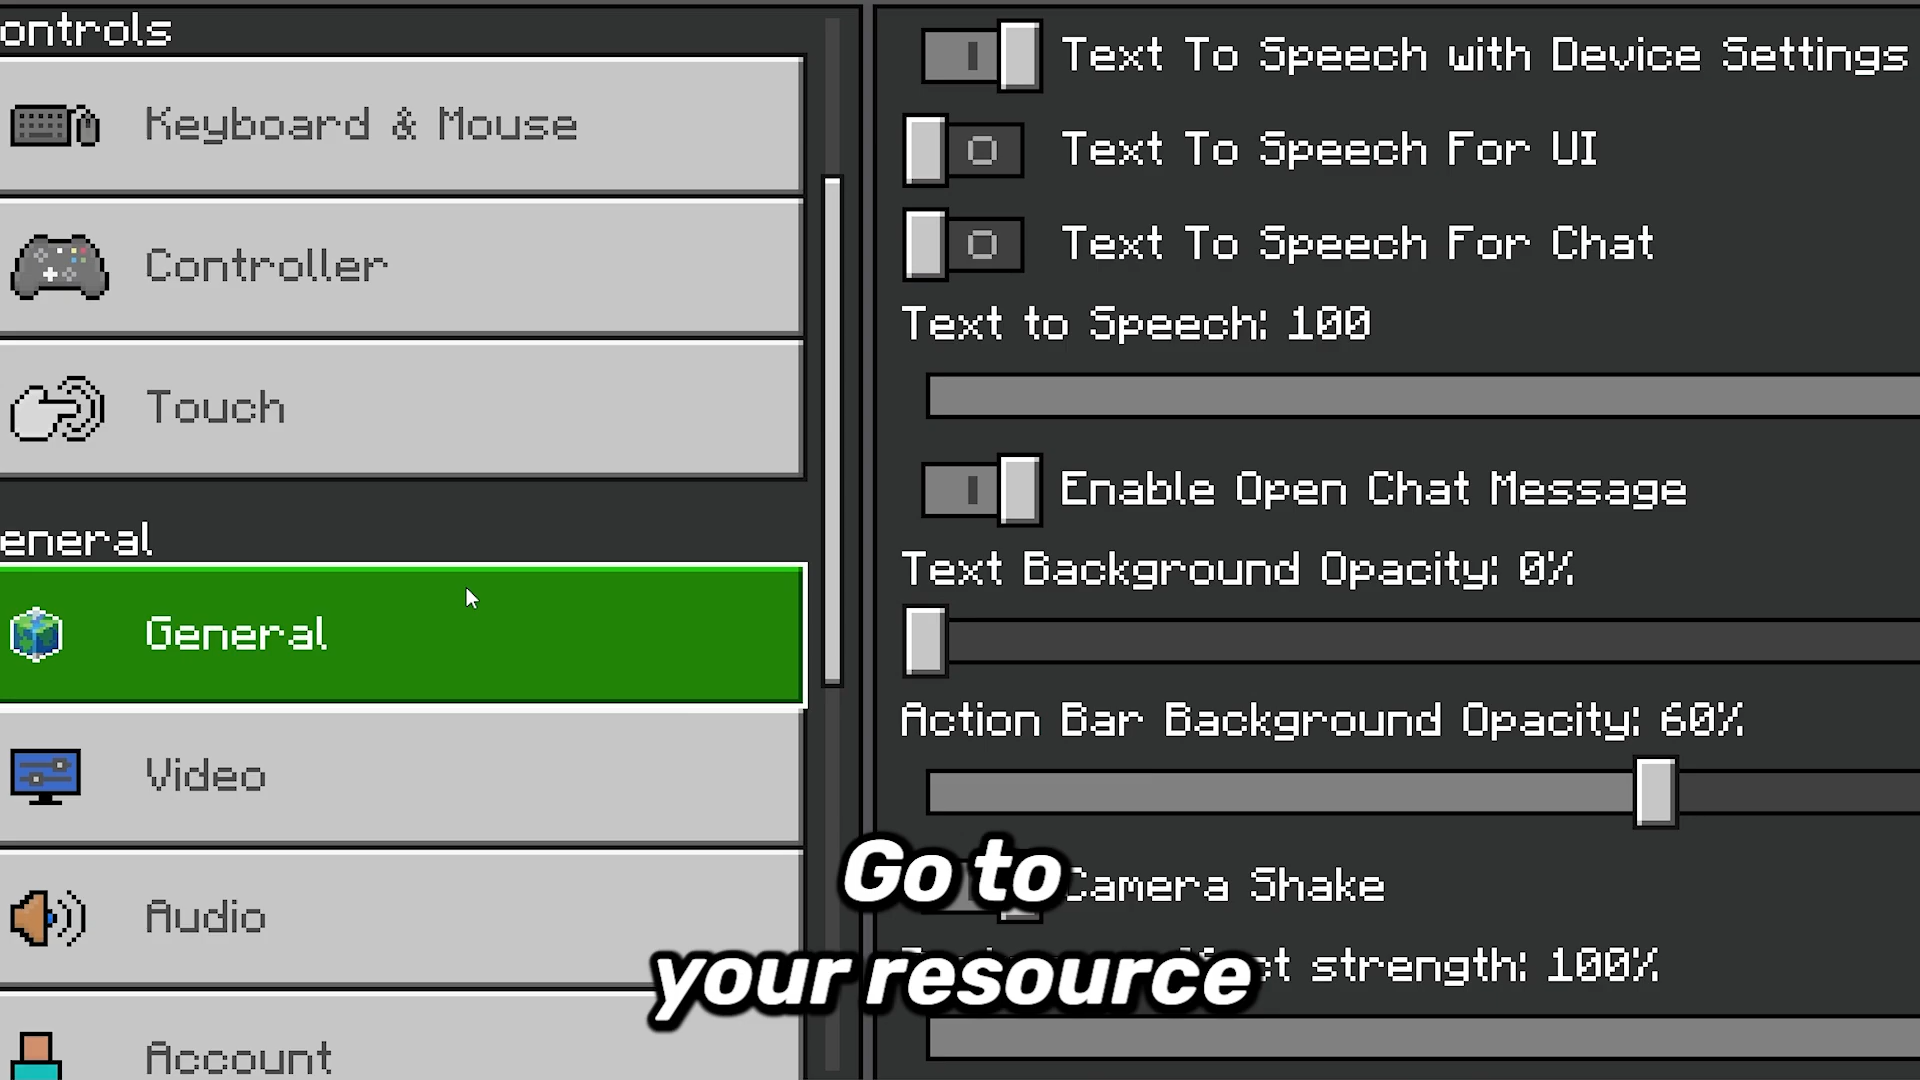 ontrols
Keyboard & Mouse
Controller
Touch
eneral
General
Video
Audio
Account
Text To Speech with Device Settings
Text To Speech For UI
Text To Speech For Chat
Text to Speech: 100
Enable Open Chat Message
Text Background Opacity: 0%
Action Bar Background Opacity: 60%
Camera Shake
strength: 100%
Go to
your resource